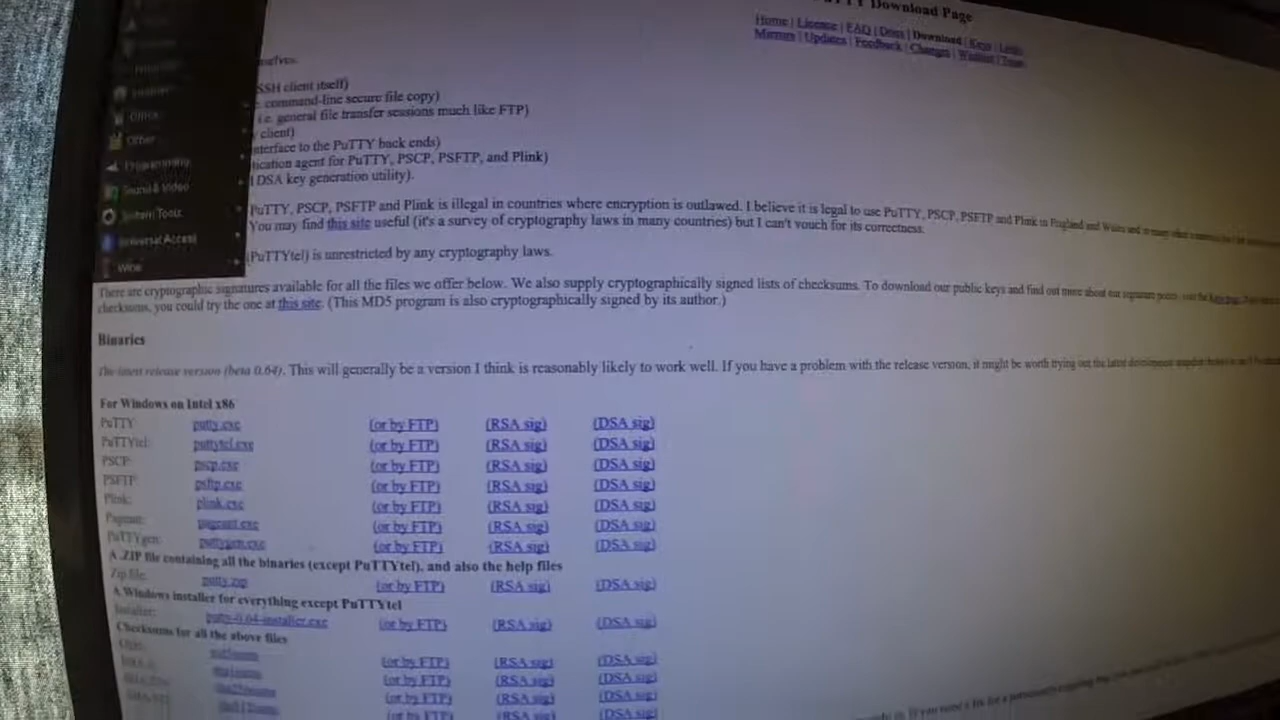 PuTTY Download Page
Home | License | FAQ | Docs | Download | Keys | Links
Mirrors | Updates | Feedback | Changes | Wishlist | Team
SSH client itself)
command-line secure file copy)
i.e. general file transfer sessions much like FTP)
client)
nterface to the PuTTY back ends)
Office
Other
tication agent for PuTTY, PSCP, PSFTP, and Plink)
Programming
DSA key generation utility).
Sound & Video
PuTTY, PSCP, PSFTP and Plink is illegal in countries where encryption is outlawed. I believe it is legal to use PuTTY, PSCP, PSFTP and Plink in England and Wales and in many other countries
System Tools
You may find this site useful (it's a survey of cryptography laws in many countries) but I can't vouch for its correctness.
Universal Access
(PuTTYtel) is unrestricted by any cryptography laws.
Wine
There are cryptographic signatures available for all the files we offer below. We also supply cryptographically signed lists of checksums. To download our public keys and find out more about our signature policy, visit the Keys page.
checksums, you could try the one at this site. (This MD5 program is also cryptographically signed by its author.)
Binaries
The latest release version (beta 0.64). This will generally be a version I think is reasonably likely to work well. If you have a problem with the release version, it might be worth trying out the latest development snapshot
For Windows on Intel x86
PuTTY: putty.exe (or by FTP) (RSA sig) (DSA sig)
PuTTYtel: puttytel.exe (or by FTP) (RSA sig) (DSA sig)
PSCP: pscp.exe (or by FTP) (RSA sig) (DSA sig)
PSFTP: psftp.exe (or by FTP) (RSA sig) (DSA sig)
Plink: plink.exe (or by FTP) (RSA sig) (DSA sig)
Pageant: pageant.exe (or by FTP) (RSA sig) (DSA sig)
PuTTYgen: puttygen.exe (or by FTP) (RSA sig) (DSA sig)
A .ZIP file containing all the binaries (except PuTTYtel), and also the help files
Zip file: putty.zip (or by FTP) (RSA sig) (DSA sig)
A Windows installer for everything except PuTTYtel
Installer: putty-0.64-installer.exe (or by FTP) (RSA sig) (DSA sig)
Checksums for all the above files
(or by FTP) (RSA sig) (DSA sig)
(or by FTP) (RSA sig) (DSA sig)
(or by FTP) (RSA sig) (DSA sig)
(or by FTP) (RSA sig) (DSA sig)